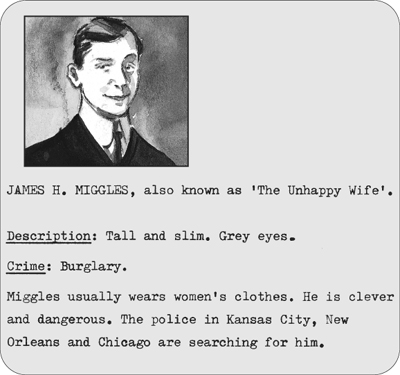 JAMES H. MIGGLES, also known as 'The Unhappy Wife'.
Description: Tall and slim. Grey eyes.
Crime: Burglary.
Miggles usually wears women's clothes. He is clever
and dangerous. The police in Kansas City, New
Orleans and Chicago are searching for him.